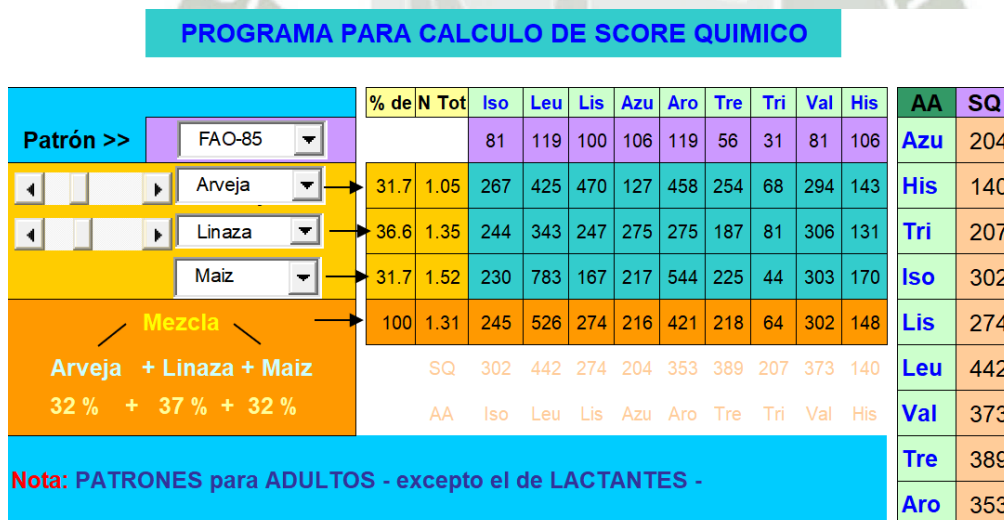 PROGRAMA PARA CALCULO DE SCORE QUIMICO
% de N Tot Iso Leu Lis Azu Aro Tre Tri Val His AA SQ
Patrón >> FAO-85 81 119 100 106 119 56 31 81 106 Azu 204
Arveja 31.7 1.05 267 425 470 127 458 254 68 294 143 His 140
Linaza 36.6 1.35 244 343 247 275 275 187 81 306 131 Tri 207
Maiz 31.7 1.52 230 783 167 217 544 225 44 303 170 Iso 302
Mezcla 100 1.31 245 526 274 216 421 218 64 302 148 Lis 274
Arveja + Linaza + Maiz SQ 302 442 274 204 353 389 207 373 140 Leu 442
32 % + 37 % + 32 % AA Iso Leu Lis Azu Aro Tre Tri Val His Val 373
Tre 389
Nota: PATRONES para ADULTOS - excepto el de LACTANTES -
Aro 353